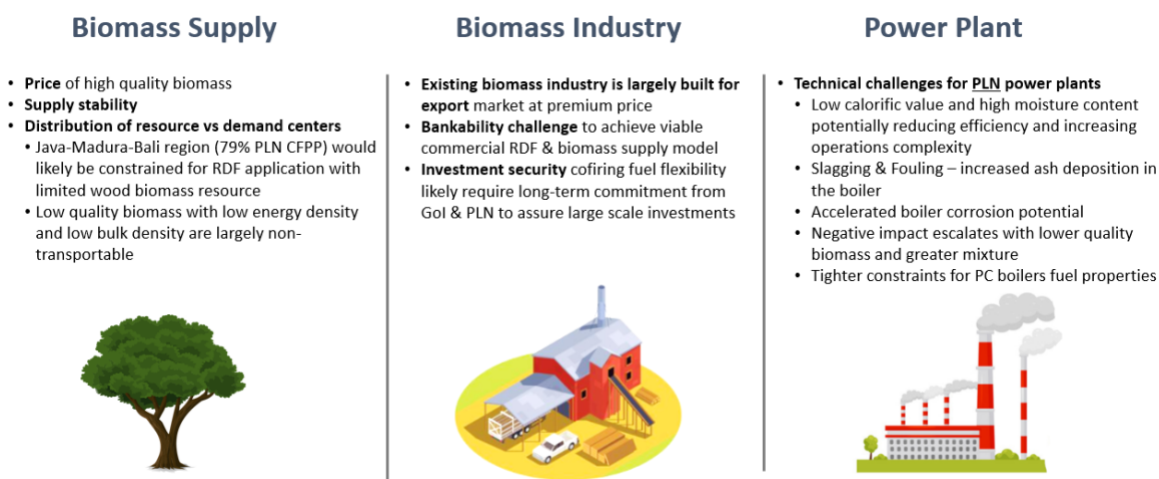 Biomass Supply
• Price of high quality biomass
• Supply stability
• Distribution of resource vs demand centers
• Java-Madura-Bali region (79% PLN CFPP) would
likely be constrained for RDF application with
limited wood biomass resource
• Low quality biomass with low energy density
and low bulk density are largely non-
transportable
Biomass Industry
• Existing biomass industry is largely built for
export market at premium price
• Bankability challenge to achieve viable
commercial RDF & biomass supply model
• Investment security cofiring fuel flexibility
likely require long-term commitment from
GoI & PLN to assure large scale investments
Power Plant
• Technical challenges for PLN power plants
• Low calorific value and high moisture content
potentially reducing efficiency and increasing
operations complexity
• Slagging & Fouling – increased ash deposition in
the boiler
• Accelerated boiler corrosion potential
• Negative impact escalates with lower quality
biomass and greater mixture
• Tighter constraints for PC boilers fuel properties